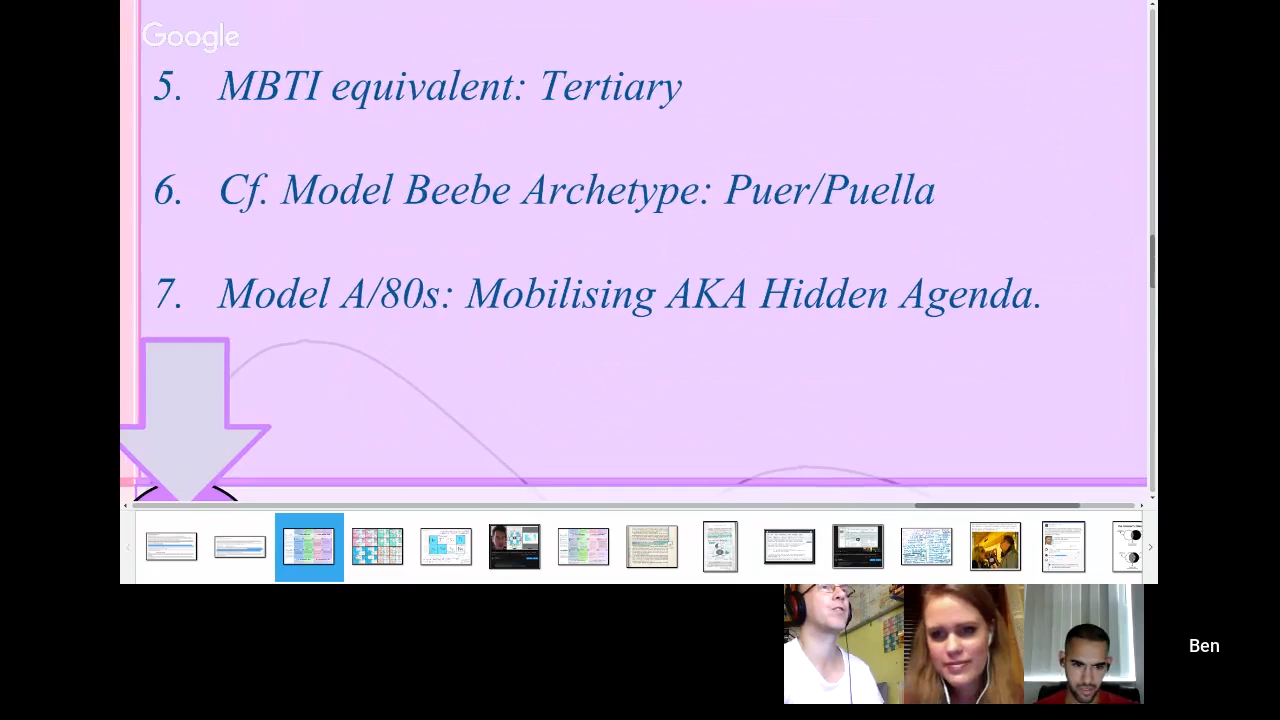 Google
5. MBTI equivalent: Tertiary
6. Cf. Model Beebe Archetype: Puer/Puella
7. Model A/80s: Mobilising AKA Hidden Agenda.
Ben